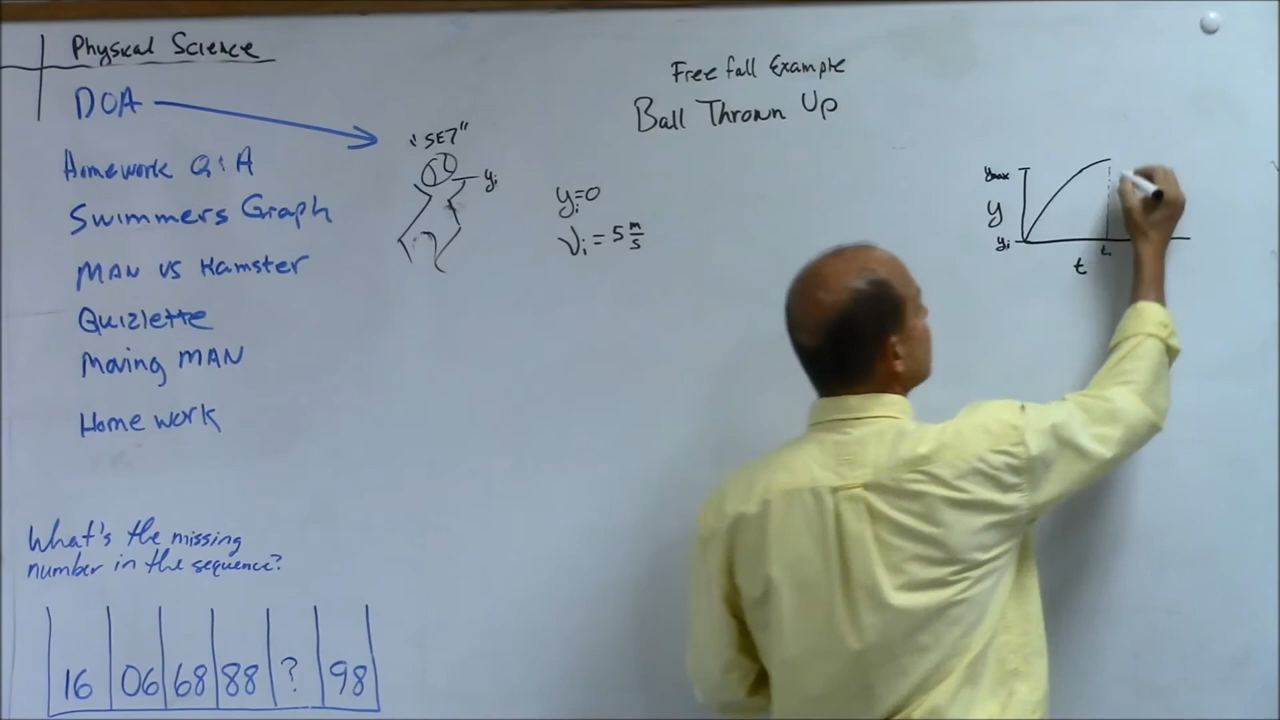 Physical Science
DOA
Homework Q & A
Swimmers Graph
MAN vs Hamster
Quizlette
Moving MAN
Home work
What's the missing
number in the sequence?
16 06 68 88 ? 98
"SET"
yi
yi=0
vi = 5 m/s
Free fall Example
Ball Thrown Up
ymax
y
yi
t